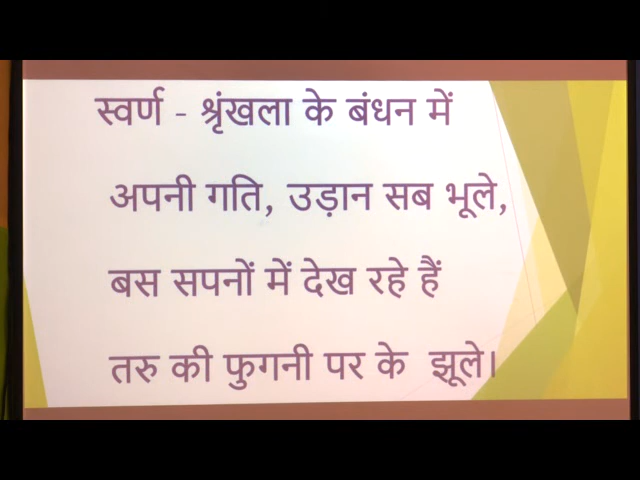 स्वर्ण - श्रृंखला के बंधन में
अपनी गति, उड़ान सब भूले,
बस सपनों में देख रहे हैं
तरु की फुगनी पर के झूले।